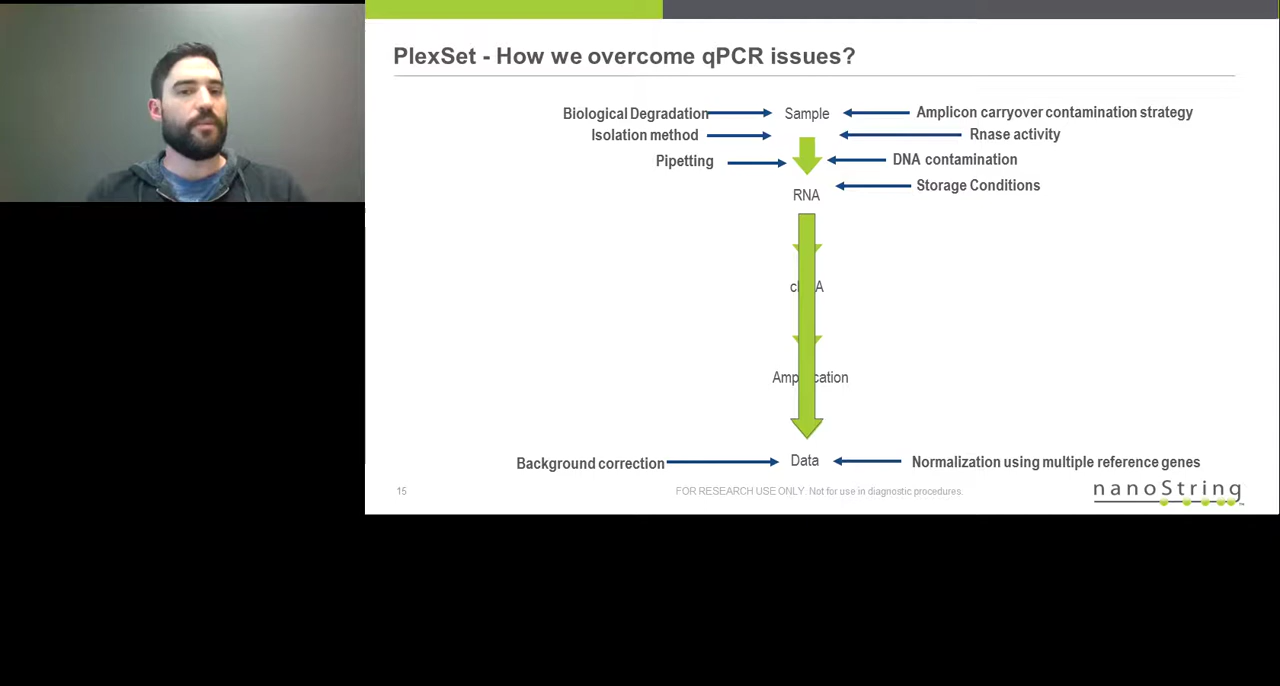 PlexSet - How we overcome qPCR issues?
Biological Degradation
Sample
Amplicon carryover contamination strategy
Isolation method
Rnase activity
Pipetting
DNA contamination
Storage Conditions
RNA
Data
Background correction
Normalization using multiple reference genes
15
FOR RESEARCH USE ONLY. Not for use in diagnostic procedures.
nanoString